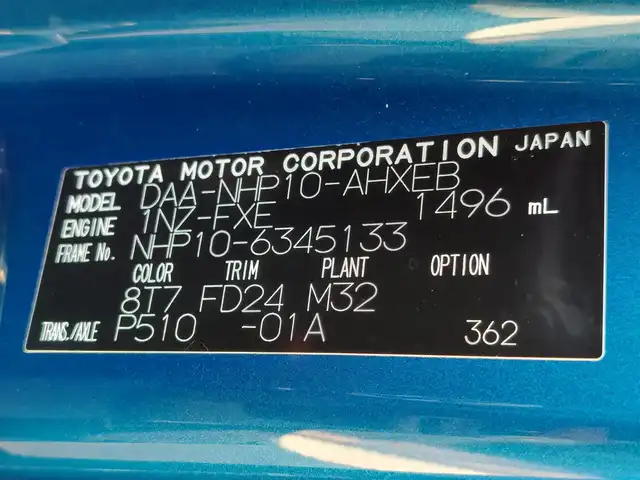 TOYOTA MOTOR CORPORATION JAPAN
MODEL DAA-NHP10-AHXEB
ENGINE 1NZ-FXE 1496 mL
FRAME No. NHP10-6345133
COLOR TRIM PLANT OPTION
8T7 FD24 M32
TRANS./AXLE P510 -01A 362